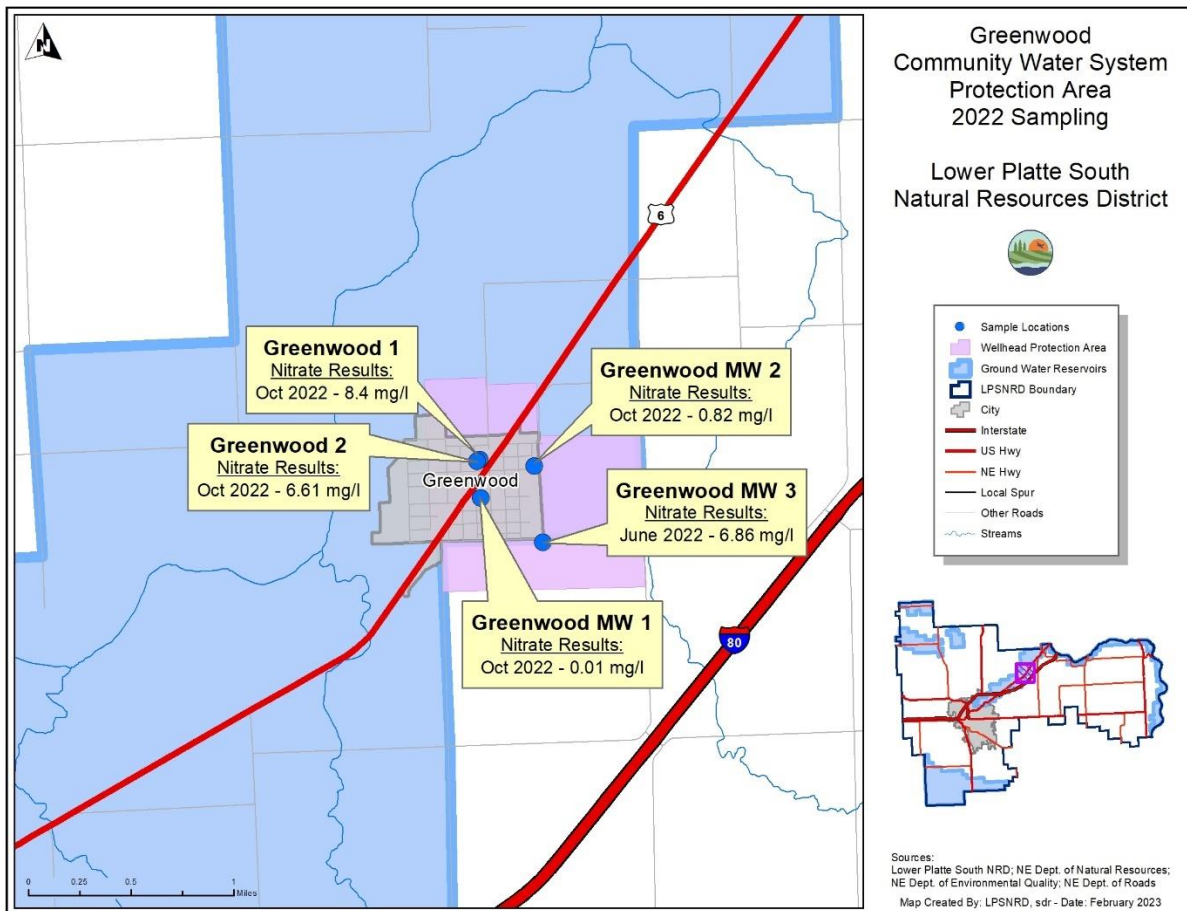 Greenwood
Community Water System
Protection Area
2022 Sampling
Lower Platte South
Natural Resources District
N
6
Greenwood 1
Nitrate Results:
Oct 2022 - 8.4 mg/l
Greenwood MW 2
Nitrate Results:
Oct 2022 - 0.82 mg/l
Greenwood 2
Nitrate Results:
Oct 2022 - 6.61 mg/l
Greenwood
Greenwood MW 3
Nitrate Results:
June 2022 - 6.86 mg/l
Greenwood MW 1
Nitrate Results:
Oct 2022 - 0.01 mg/l
80
0 0.25 0.5 1
Miles
Sample Locations
Wellhead Protection Area
Ground Water Reservoirs
LPSNRD Boundary
City
Interstate
US Hwy
NE Hwy
Local Spur
Other Roads
Streams
Sources:
Lower Platte South NRD; NE Dept. of Natural Resources;
NE Dept. of Environmental Quality; NE Dept. of Roads
Map Created By: LPSNRD, sdr - Date: February 2023